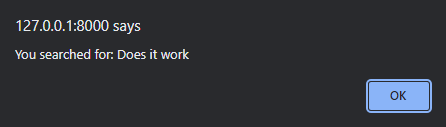 127.0.0.1:8000 says
You searched for: Does it work
OK